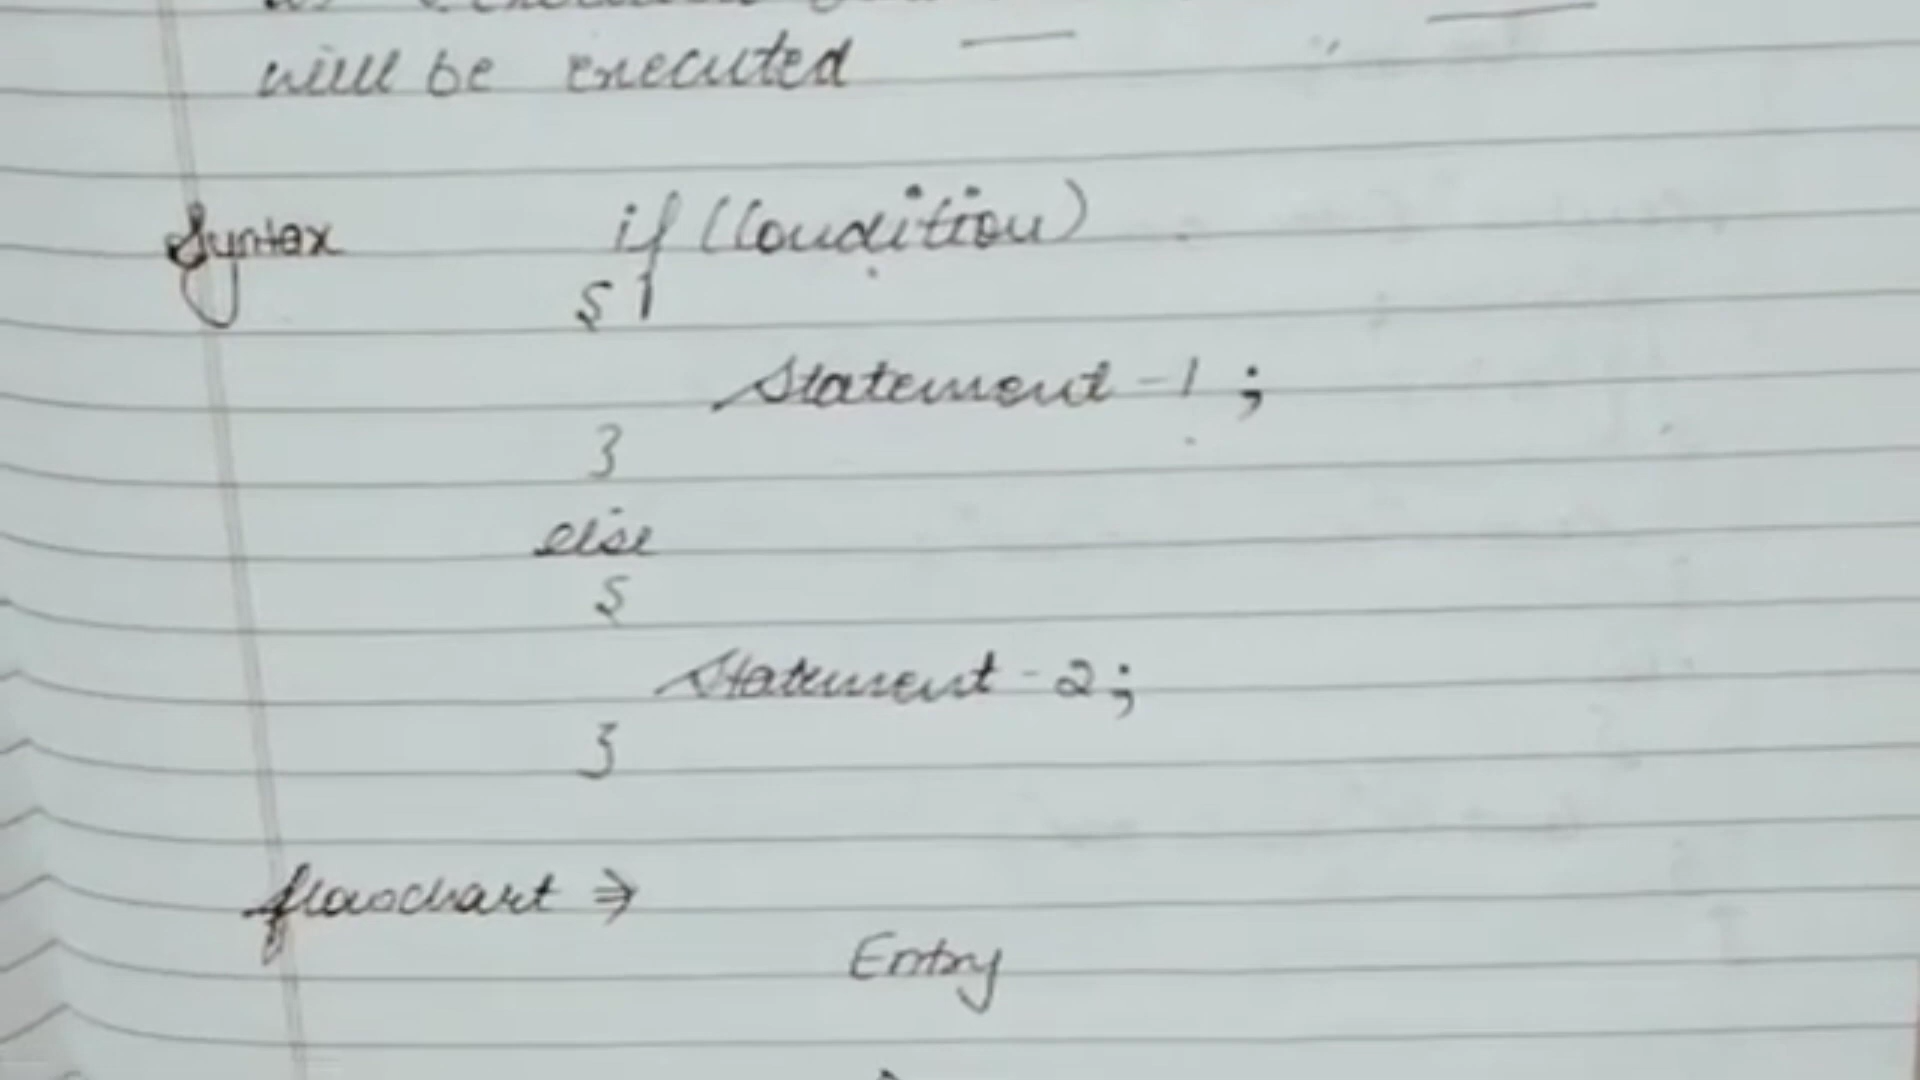 will be executed
Syntax if (Condition)
{
Statement - 1 ;
}
else
{
Statement - 2 ;
}
flowchart ⇒
Entry